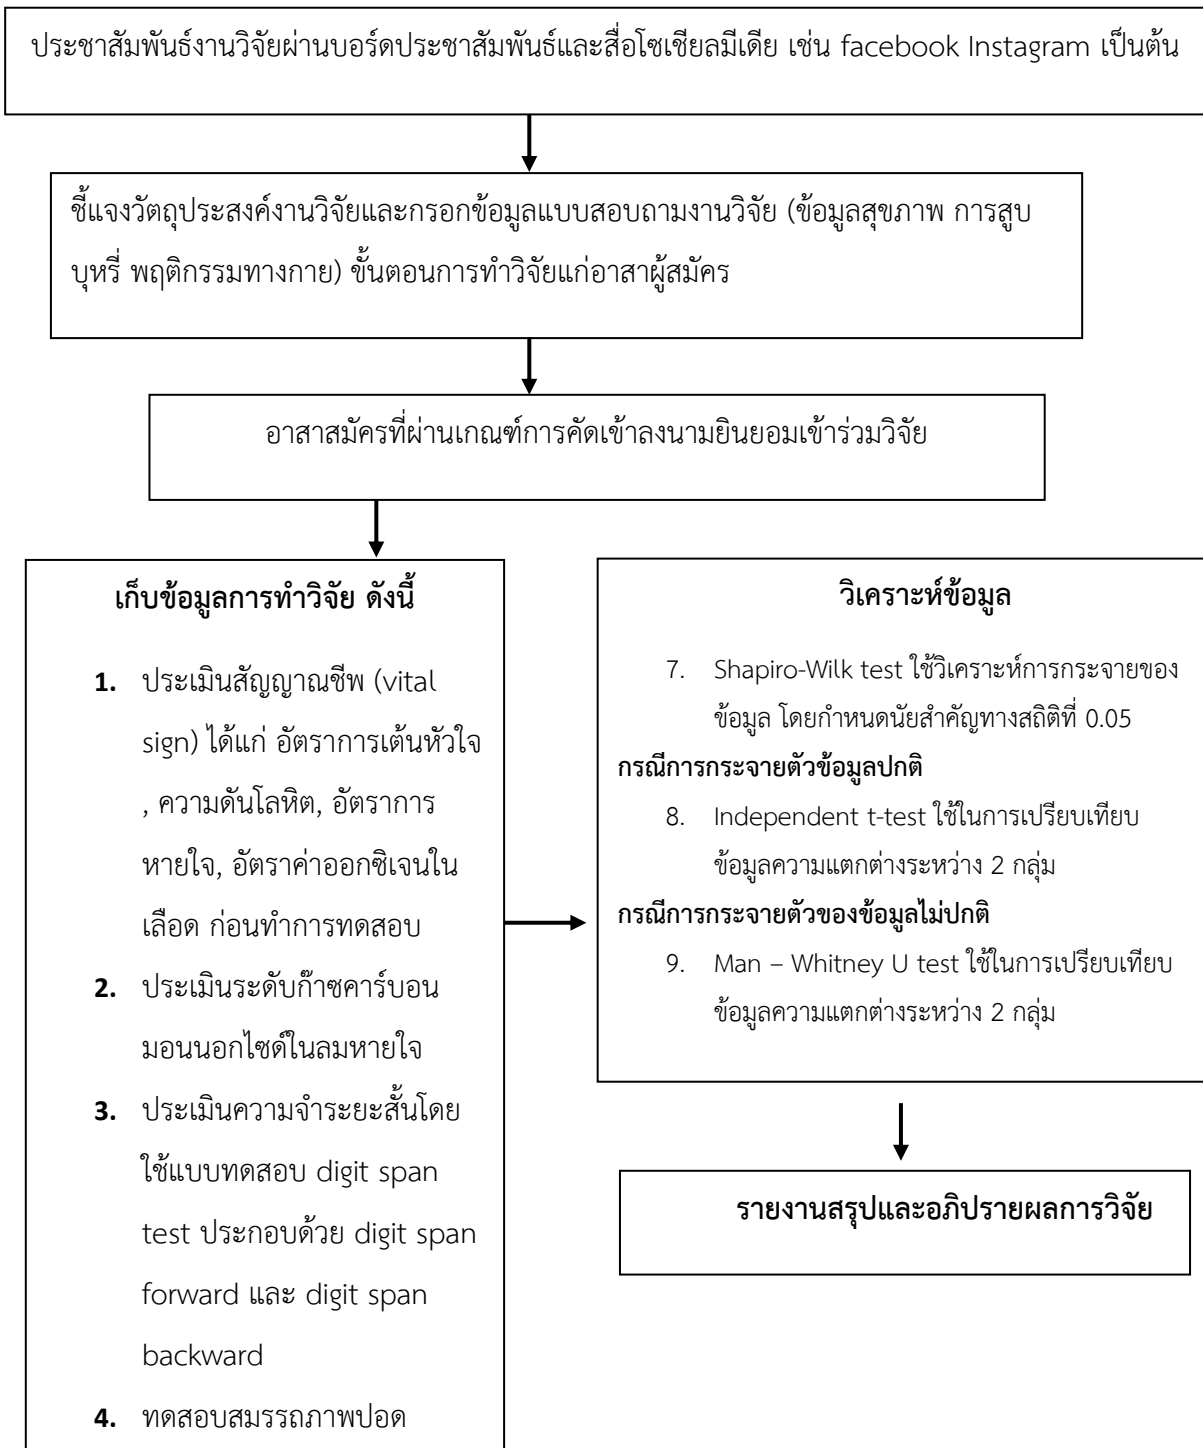 ประชาสัมพันธ์งานวิจัยผ่านบอร์ดประชาสัมพันธ์และสื่อโซเชียลมีเดีย เช่น facebook Instagram เป็นต้น
ชี้แจงวัตถุประสงค์งานวิจัยและกรอกข้อมูลแบบสอบถามงานวิจัย (ข้อมูลสุขภาพ การสูบ
บุหรี่ พฤติกรรมทางกาย) ขั้นตอนการทำวิจัยแก่อาสาผู้สมัคร
อาสาสมัครที่ผ่านเกณฑ์การคัดเข้าลงนามยินยอมเข้าร่วมวิจัย
เก็บข้อมูลการทำวิจัย ดังนี้
1. ประเมินสัญญาณชีพ (vital
sign) ได้แก่ อัตราการเต้นหัวใจ
, ความดันโลหิต, อัตราการ
หายใจ, อัตราค่าออกซิเจนใน
เลือด ก่อนทำการทดสอบ
2. ประเมินระดับก๊าซคาร์บอน
มอนนอกไซด์ในลมหายใจ
3. ประเมินความจำระยะสั้นโดย
ใช้แบบทดสอบ digit span
test ประกอบด้วย digit span
forward และ digit span
backward
4. ทดสอบสมรรถภาพปอด
วิเคราะห์ข้อมูล
7. Shapiro-Wilk test ใช้วิเคราะห์การกระจายของ
ข้อมูล โดยกำหนดนัยสำคัญทางสถิติที่ 0.05
กรณีการกระจายตัวข้อมูลปกติ
8. Independent t-test ใช้ในการเปรียบเทียบ
ข้อมูลความแตกต่างระหว่าง 2 กลุ่ม
กรณีการกระจายตัวของข้อมูลไม่ปกติ
9. Man – Whitney U test ใช้ในการเปรียบเทียบ
ข้อมูลความแตกต่างระหว่าง 2 กลุ่ม
รายงานสรุปและอภิปรายผลการวิจัย